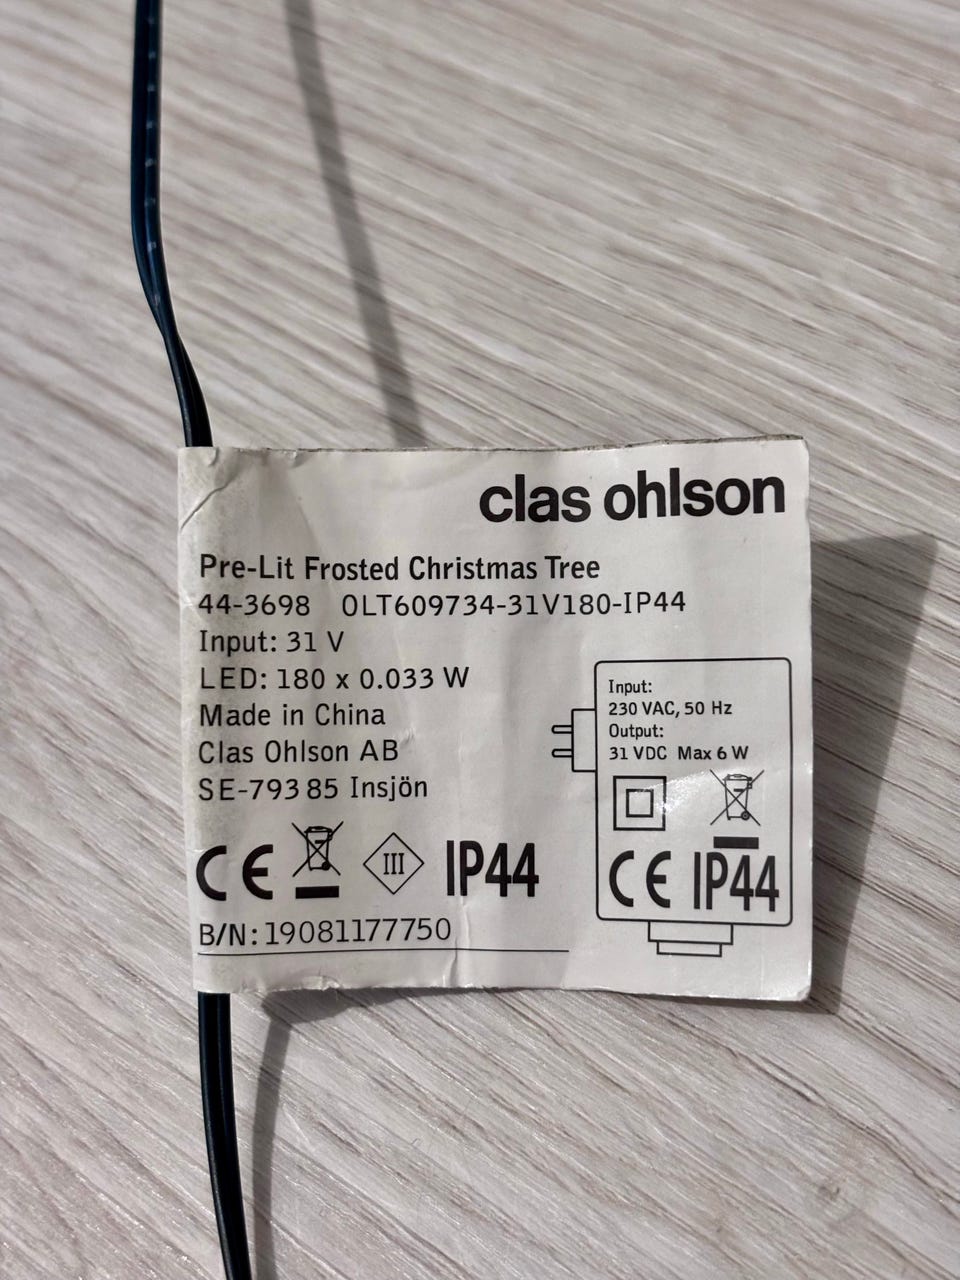 clas ohlson
Pre-Lit Frosted Christmas Tree
44-3698 OLT609734-31V180-IP44
Input: 31 V
LED: 180 x 0.033 W
Made in China
Clas Ohlson AB
SE-793 85 Insjön
CE III IP44
B/N: 19081177750
Input:
230 VAC, 50 Hz
Output:
31 VDC Max 6 W
CE IP44